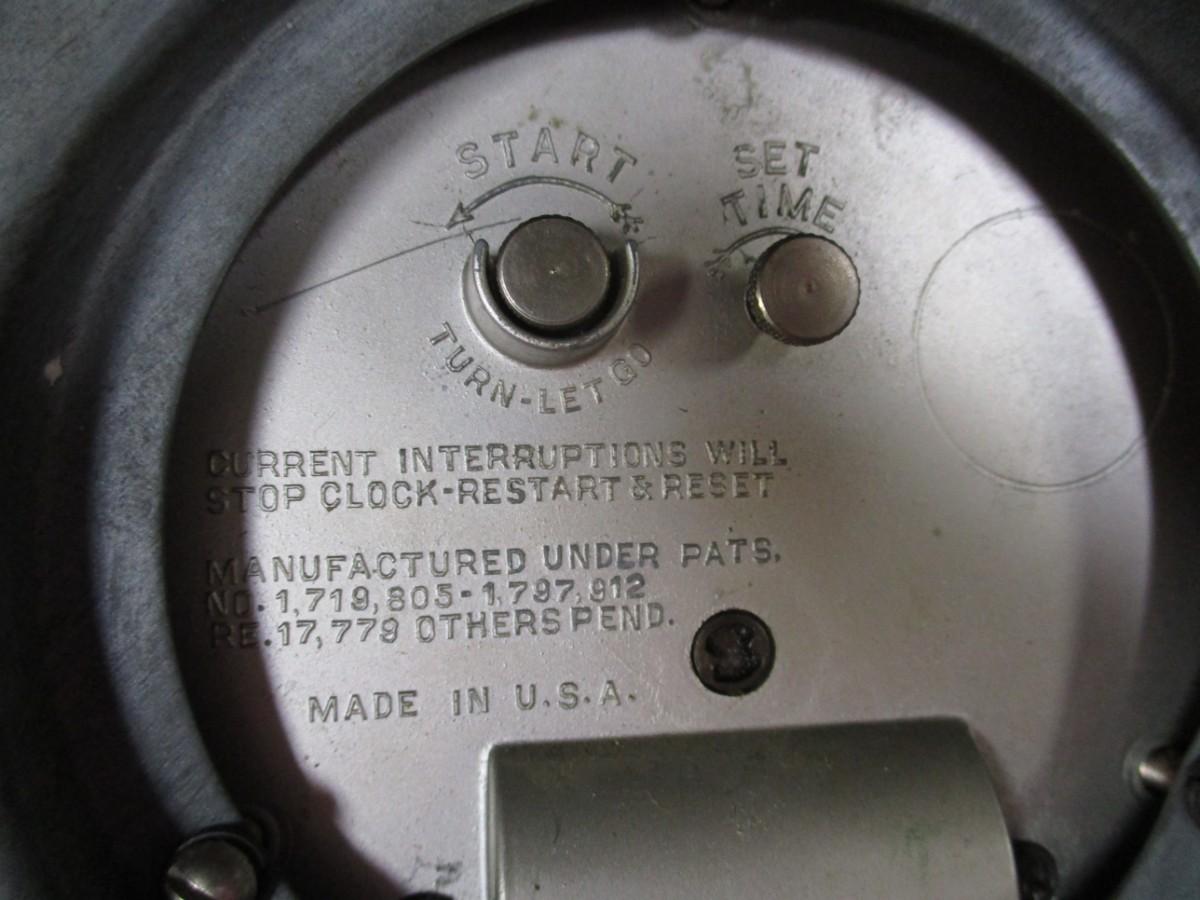 START
SET
TIME
TURN-LET GO
CURRENT INTERRUPTIONS WILL
STOP CLOCK-RESTART & RESET
MANUFACTURED UNDER PATS.
NO. 1,719,805-1,797,912
RE. 17,779 OTHERS PEND.
MADE IN U.S.A.